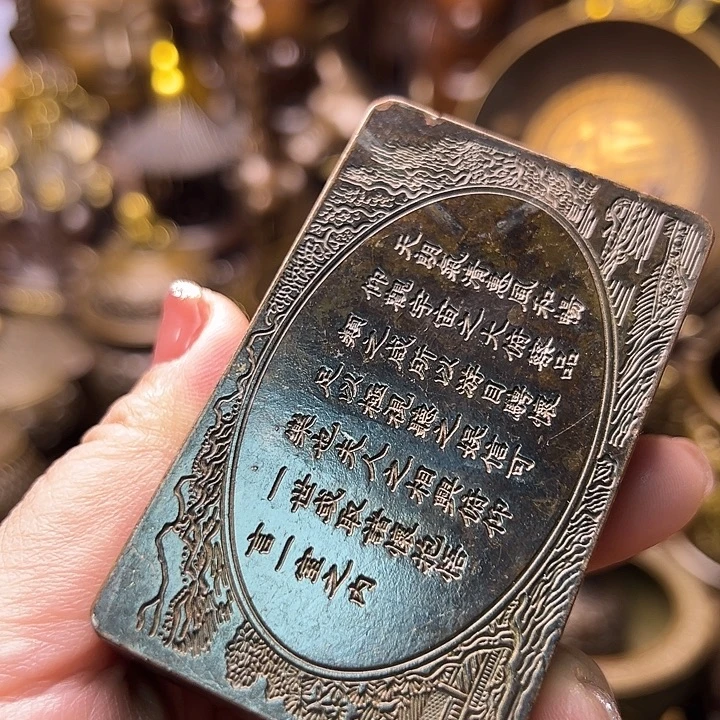 天朗氣清惠風和暢
仰觀宇宙之大俯察品
類之盛所以游目騁懷
足以極視聽之娛信可
樂也夫人之相與俯仰
一世或取諸懷抱悟
言一室之內